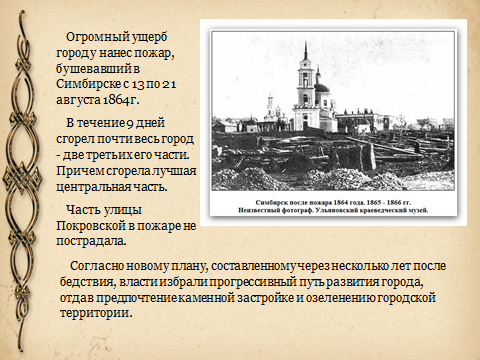 Огромный ущерб
городу нанес пожар,
бушевавший в
Симбирске с 13 по 21
августа 1864г.
В течение 9 дней
сгорел почти весь город
- две третьих его части.
Причем сгорела лучшая
центральная часть.
Часть улицы
Покровской в пожаре не
пострадала.
Симбирск после пожара 1864 года. 1865 - 1866 гг.
Неизвестный фотограф. Ульяновский краеведческий музей.
Согласно новому плану, составленному через несколько лет после
бедствия, власти избрали прогрессивный путь развития города,
отдав предпочтение каменной застройке и озеленению городской
территории.